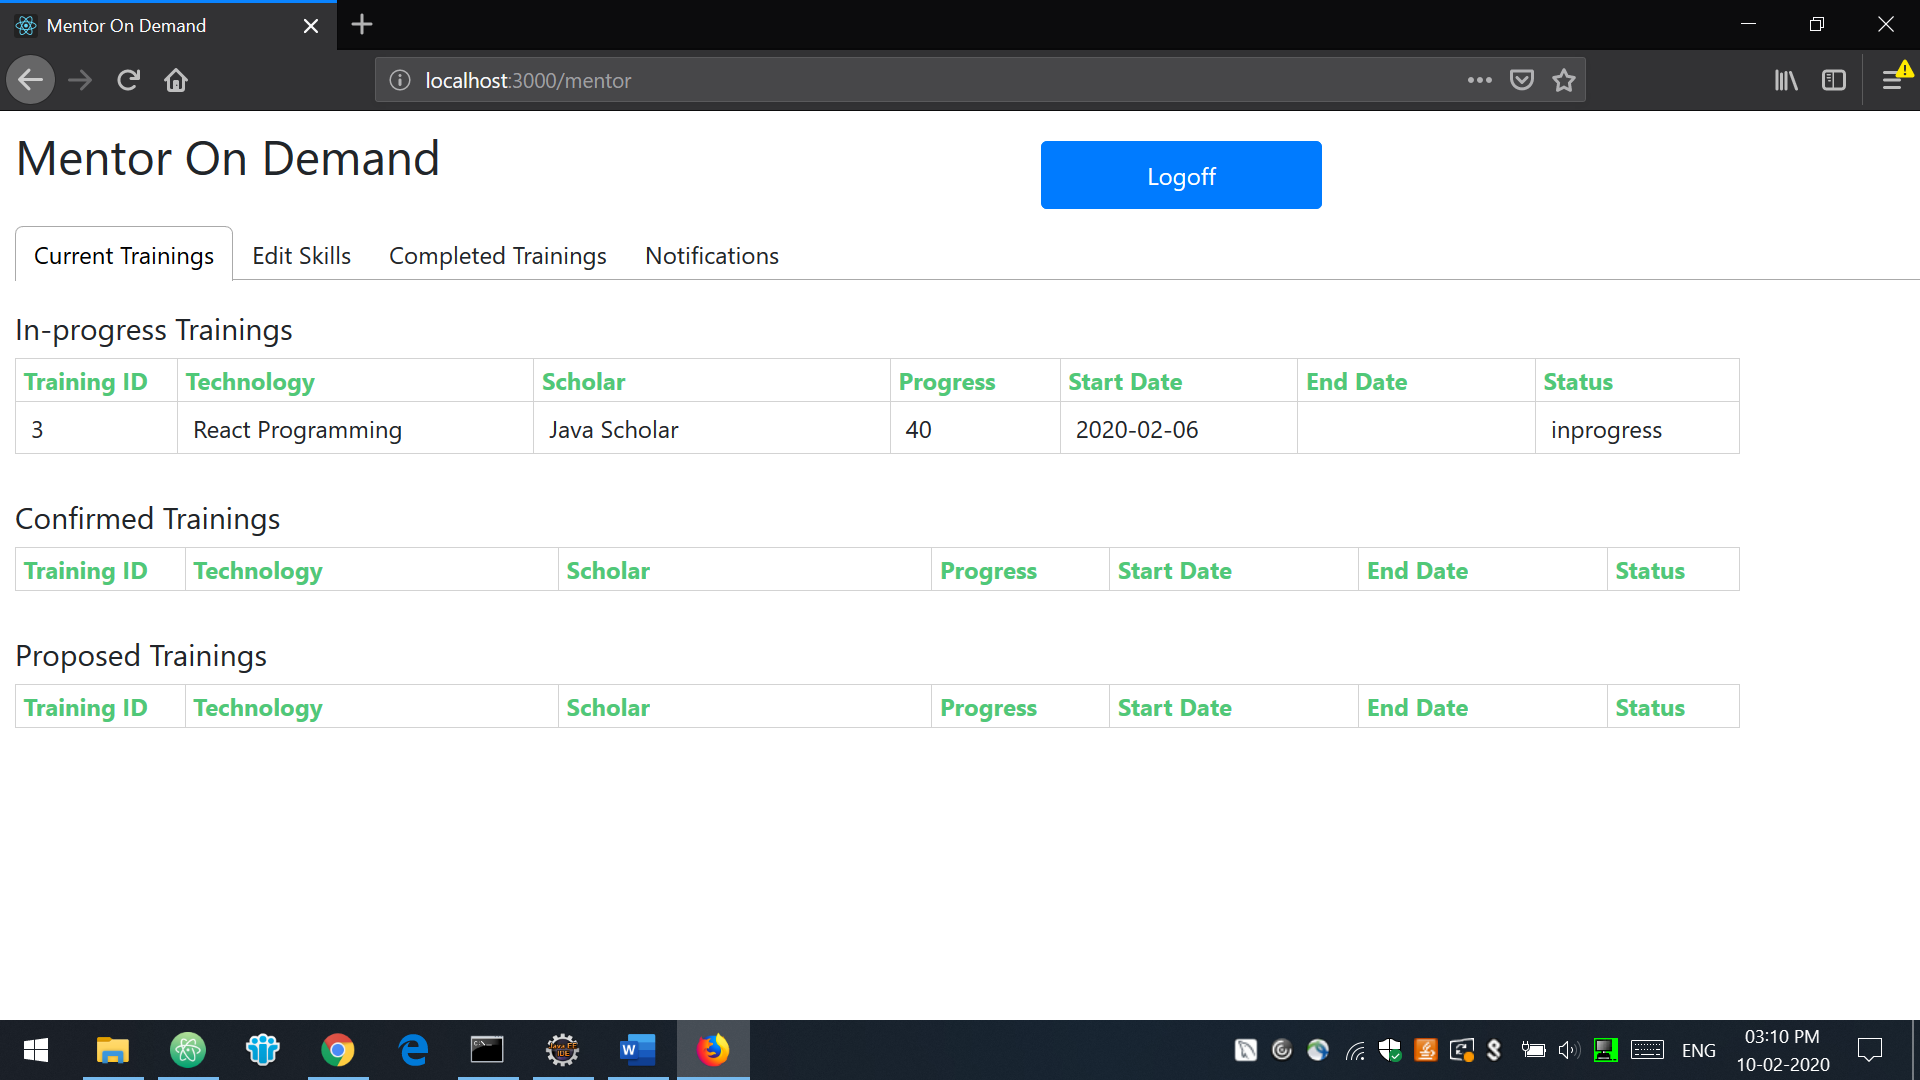 Mentor On Demand
localhost:3000/mentor
Mentor On Demand
Logoff
Current Trainings Edit Skills Completed Trainings Notifications
In-progress Trainings
Training ID Technology Scholar Progress Start Date End Date Status
3 React Programming Java Scholar 40 2020-02-06 inprogress
Confirmed Trainings
Training ID Technology Scholar Progress Start Date End Date Status
Proposed Trainings
Training ID Technology Scholar Progress Start Date End Date Status
ENG
03:10 PM
10-02-2020